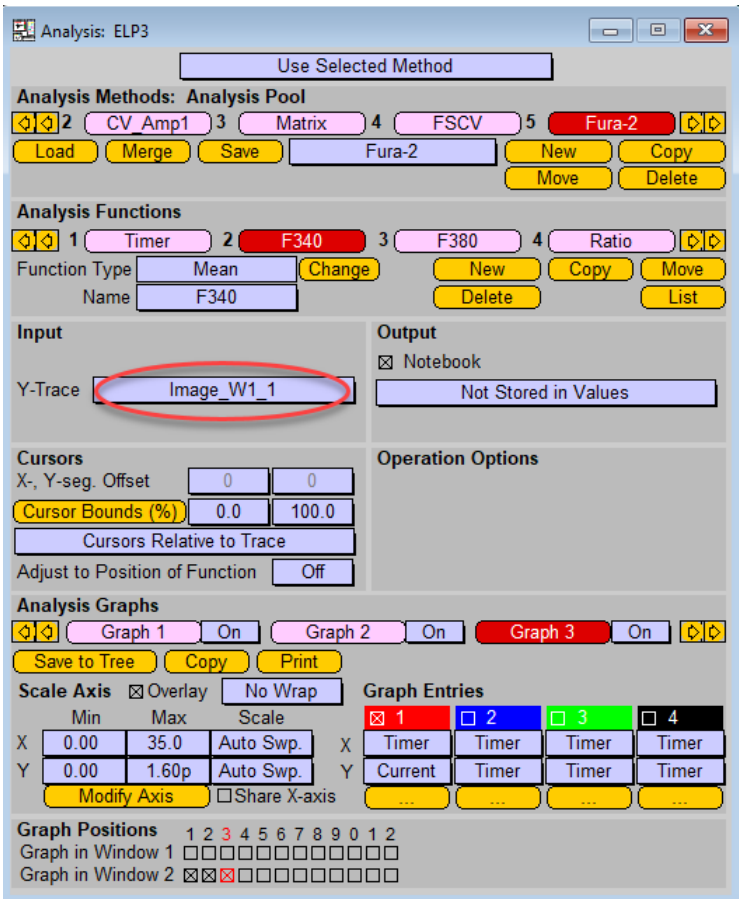 Analysis: ELP3
Use Selected Method
Analysis Methods: Analysis Pool
2 CV_Amp1 3 Matrix 4 FSCV 5 Fura-2
Load Merge Save Fura-2 New Copy
Move Delete
Analysis Functions
1 Timer 2 F340 3 F380 4 Ratio
Function Type Mean Change New Copy Move
Name F340 Delete List
Input
Y-Trace Image_W1_1
Output
Notebook
Not Stored in Values
Cursors
X-, Y-seg. Offset 0 0
Cursor Bounds (%) 0.0 100.0
Cursors Relative to Trace
Adjust to Position of Function Off
Operation Options
Analysis Graphs
Graph 1 On Graph 2 On Graph 3 On
Save to Tree Copy Print
Scale Axis Overlay No Wrap
Min Max Scale
X 0.00 35.0 Auto Swp.
Y 0.00 1.60p Auto Swp.
Modify Axis Share X-axis
Graph Entries
1 2 3 4
X Timer Timer Timer Timer
Y Current Timer Timer Timer
... ... ... ...
Graph Positions 1 2 3 4 5 6 7 8 9 0 1 2
Graph in Window 1
Graph in Window 2